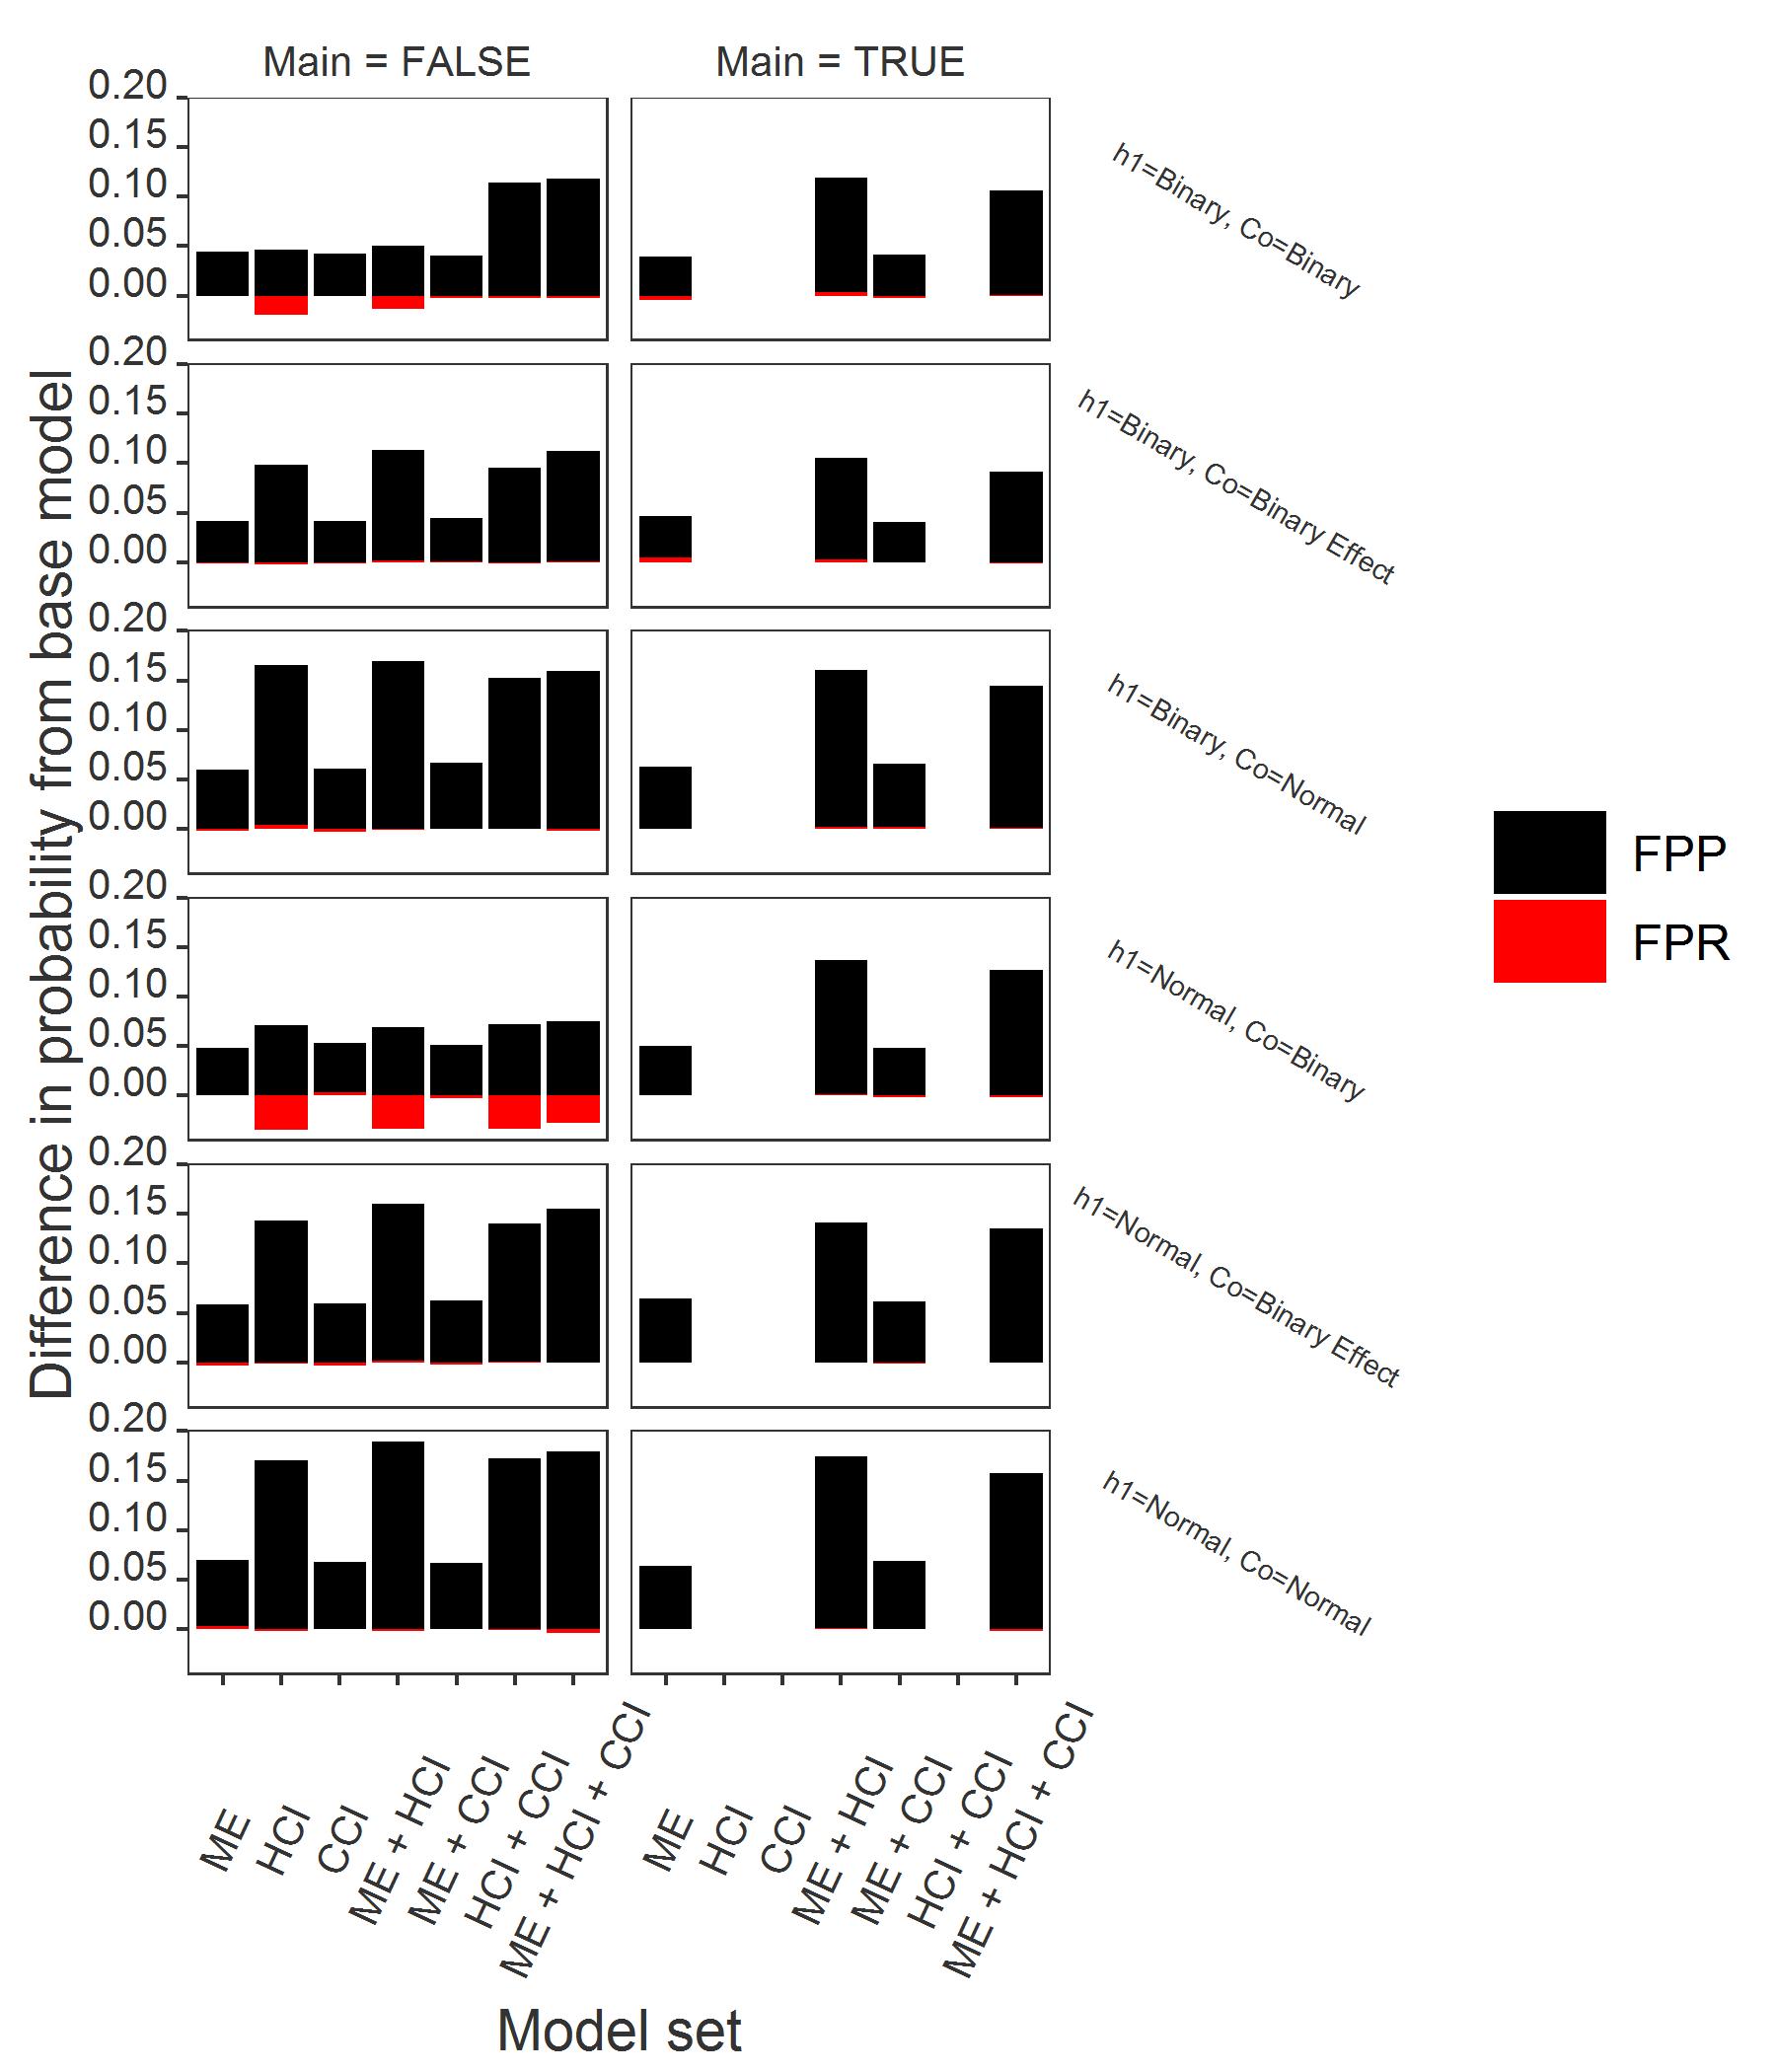 Main = FALSE
Main = TRUE
0.20
0.15
0.10
0.05
0.00
h1=Binary, Co=Binary
0.20
0.15
0.10
0.05
0.00
h1=Binary, Co=Binary Effect
0.20
0.15
0.10
0.05
0.00
h1=Binary, Co=Normal
0.20
0.15
0.10
0.05
0.00
h1=Normal, Co=Binary
0.20
0.15
0.10
0.05
0.00
h1=Normal, Co=Binary Effect
0.20
0.15
0.10
0.05
0.00
h1=Normal, Co=Normal
Difference in probability from base model
FPP
FPR
ME
HCI
CCI
ME + HCI
ME + CCI
HCI + CCI
ME + HCI + CCI
ME
HCI
CCI
ME + HCI
ME + CCI
HCI + CCI
ME + HCI + CCI
Model set